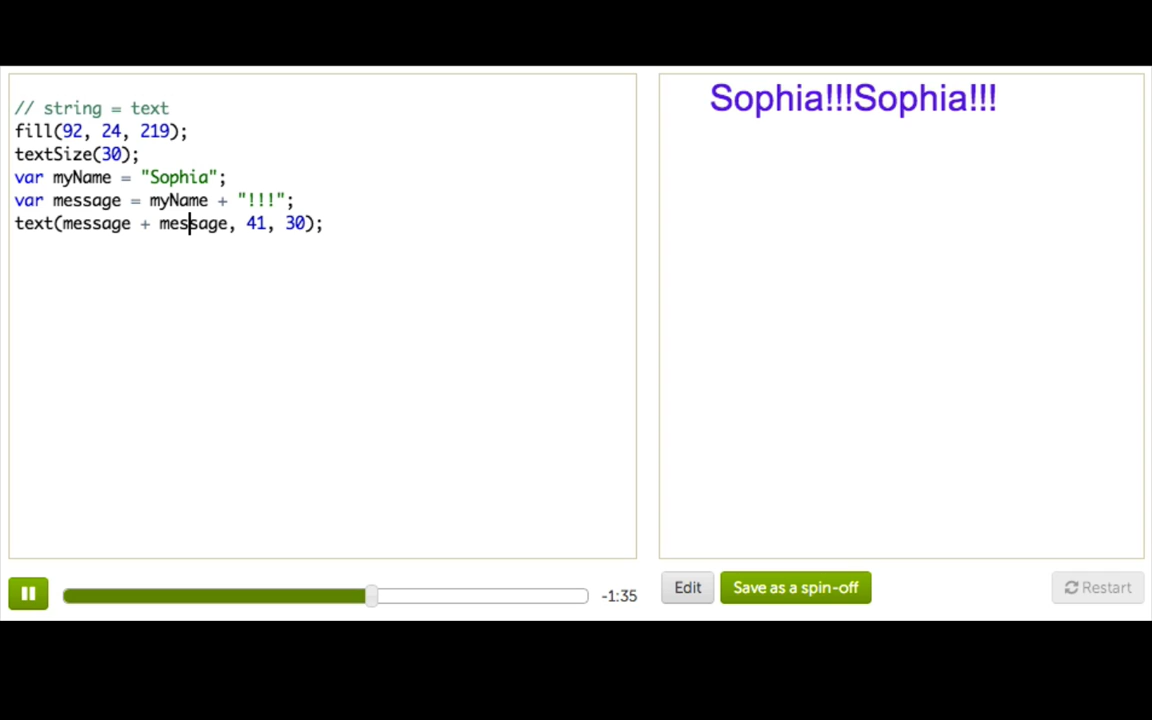 // string = text
fill(92, 24, 219);
textSize(30);
var myName = "Sophia";
var message = myName + "!!!";
text(message + message, 41, 30);
Sophia!!!Sophia!!!
-1:35
Edit
Save as a spin-off
Restart